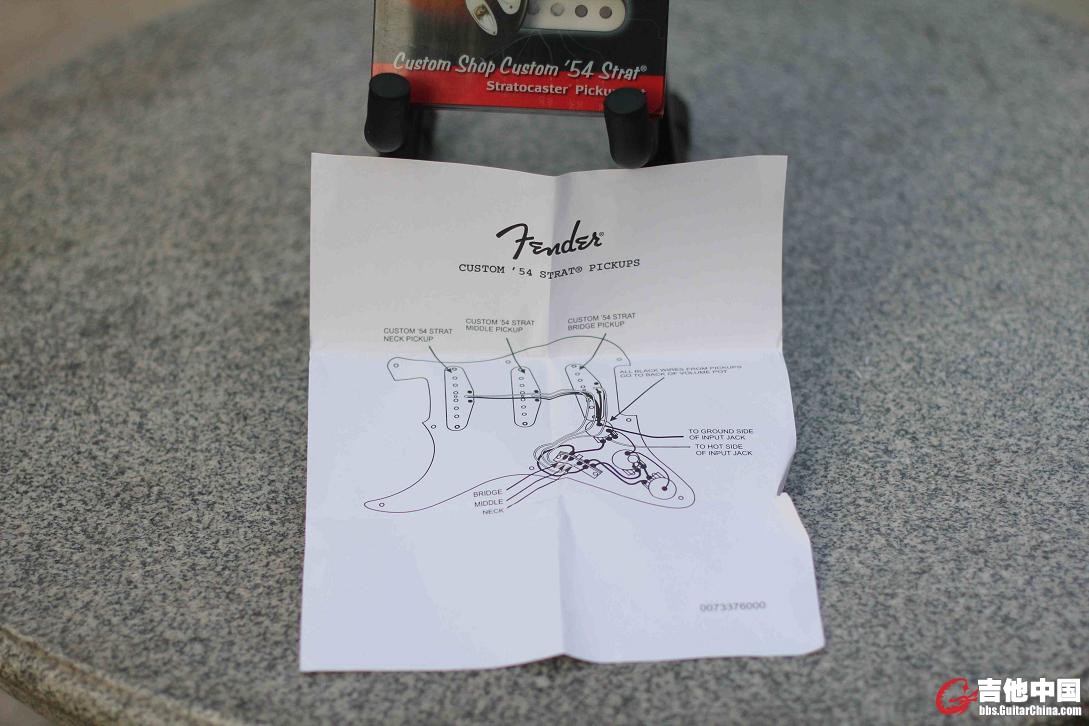 Custom Shop Custom '54 Strat®
Stratocaster® Picku
Fender®
CUSTOM '54 STRAT® PICKUPS
CUSTOM '54 STRAT
NECK PICKUP
CUSTOM '54 STRAT
MIDDLE PICKUP
CUSTOM '54 STRAT
BRIDGE PICKUP
ALL BLACK WIRES FROM PICKUPS
GO TO BACK OF VOLUME POT
TO GROUND SIDE
OF INPUT JACK
TO HOT SIDE
OF INPUT JACK
BRIDGE
MIDDLE
NECK
0073376000
吉他中国
bbs.GuitarChina.com